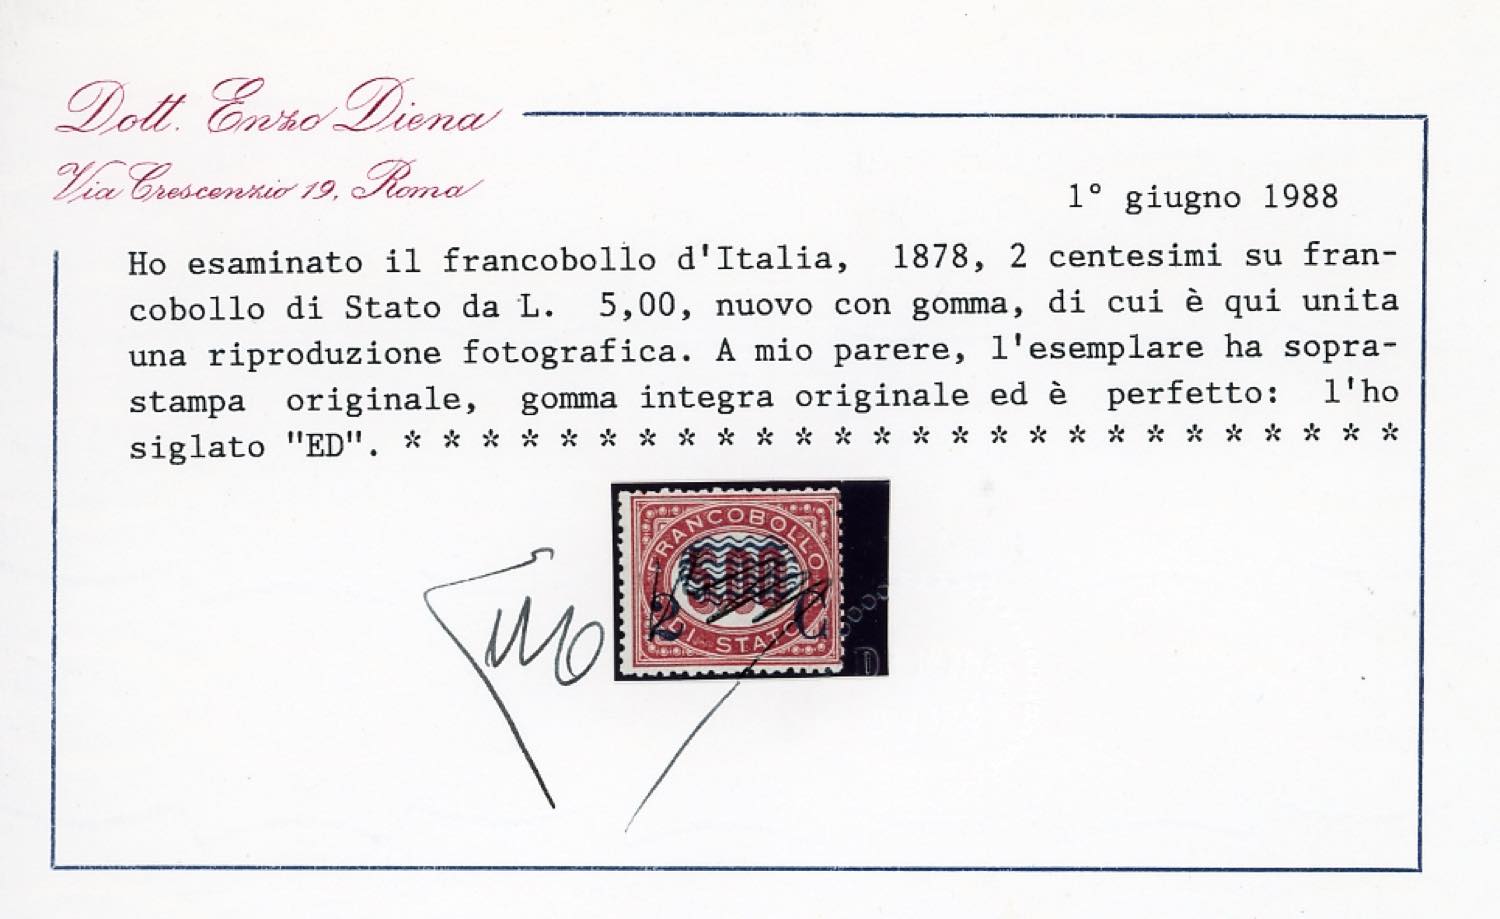 Dott. Enzo Diena
Via Crescenzio 19, Roma
1° giugno 1988
Ho esaminato il francobollo d'Italia, 1878, 2 centesimi su fran-
cobollo di Stato da L. 5,00, nuovo con gomma, di cui è qui unita
una riproduzione fotografica. A mio parere, l'esemplare ha sopra-
stampa originale, gomma integra originale ed è perfetto: l'ho
siglato "ED". * * * * * * * * * * * * * * * * * * * * * * * * * *
FRANCOBOLLO
5,00
2 C
DI STATO